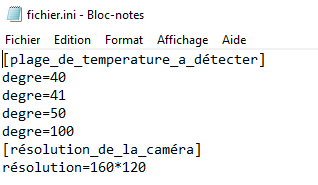 fichier.ini - Bloc-notes
Fichier Edition Format Affichage Aide
[plage_de_temperature_a_détecter]
degre=40
degre=41
degre=50
degre=100
[résolution_de_la_caméra]
résolution=160*120